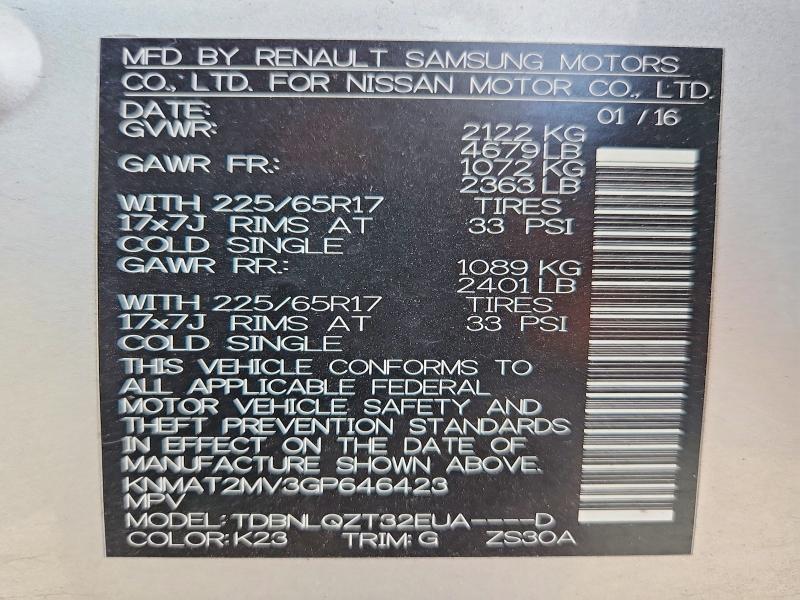 MFD BY RENAULT SAMSUNG MOTORS
CO., LTD. FOR NISSAN MOTOR CO., LTD.
DATE: 01 / 16
GVWR: 2122 KG
4679 LB
GAWR FR.: 1072 KG
2363 LB
WITH 225/65R17 TIRES
17x7J RIMS AT 33 PSI
COLD SINGLE
GAWR RR.: 1089 KG
2401 LB
WITH 225/65R17 TIRES
17x7J RIMS AT 33 PSI
COLD SINGLE
THIS VEHICLE CONFORMS TO
ALL APPLICABLE FEDERAL
MOTOR VEHICLE SAFETY AND
THEFT PREVENTION STANDARDS
IN EFFECT ON THE DATE OF
MANUFACTURE SHOWN ABOVE.
KNMAT2MV3GP646423
MPV
MODEL: TDBNLQZT32EUA----D
COLOR: K23 TRIM: G ZS30A